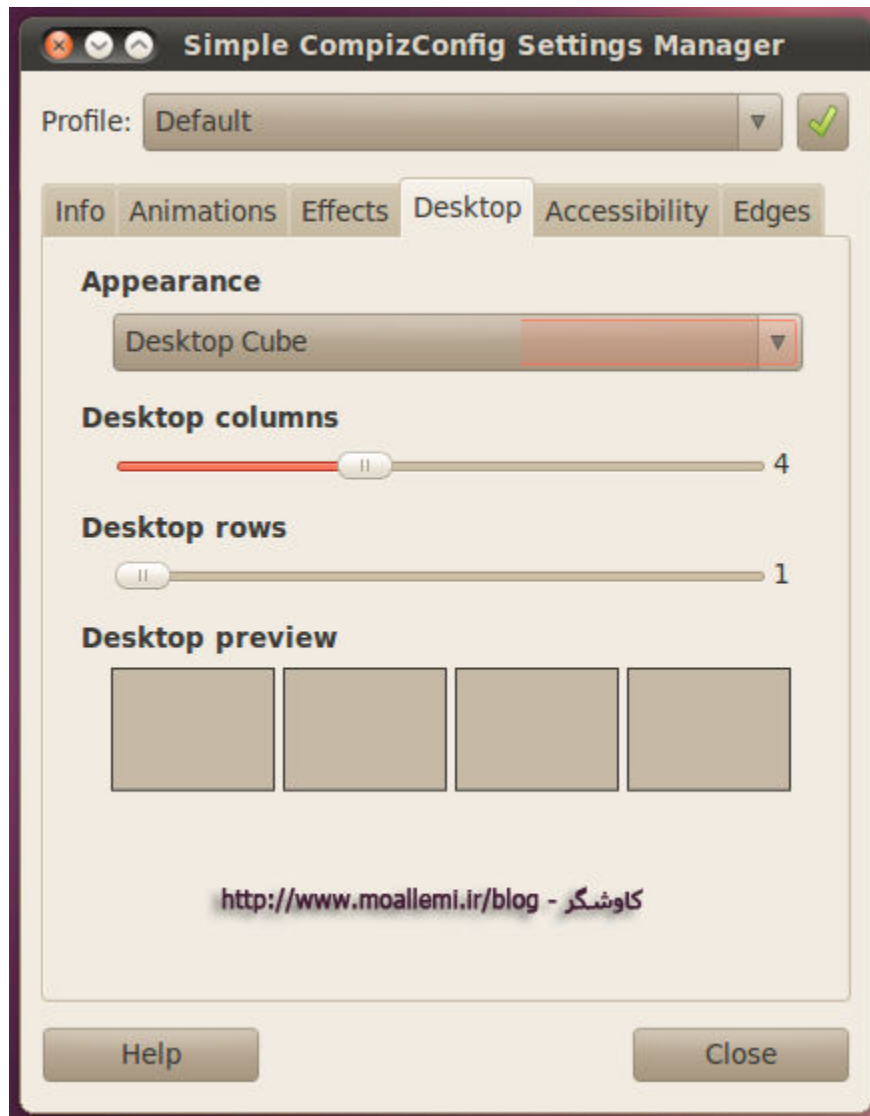 Simple CompizConfig Settings Manager
Profile: Default
Info Animations Effects Desktop Accessibility Edges
Appearance
Desktop Cube
Desktop columns
4
Desktop rows
1
Desktop preview
کاوشگر - http://www.moallemi.ir/blog
Help Close